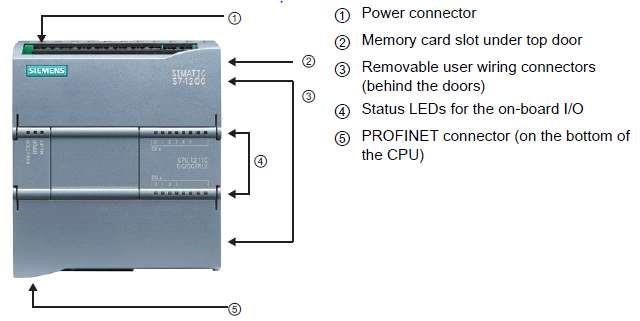 ① Power connector
② Memory card slot under top door
③ Removable user wiring connectors
(behind the doors)
④ Status LEDs for the on-board I/O
⑤ PROFINET connector (on the bottom of
the CPU)
①
SIEMENS
SIMATIC
S7-1200
②
③
④
⑤